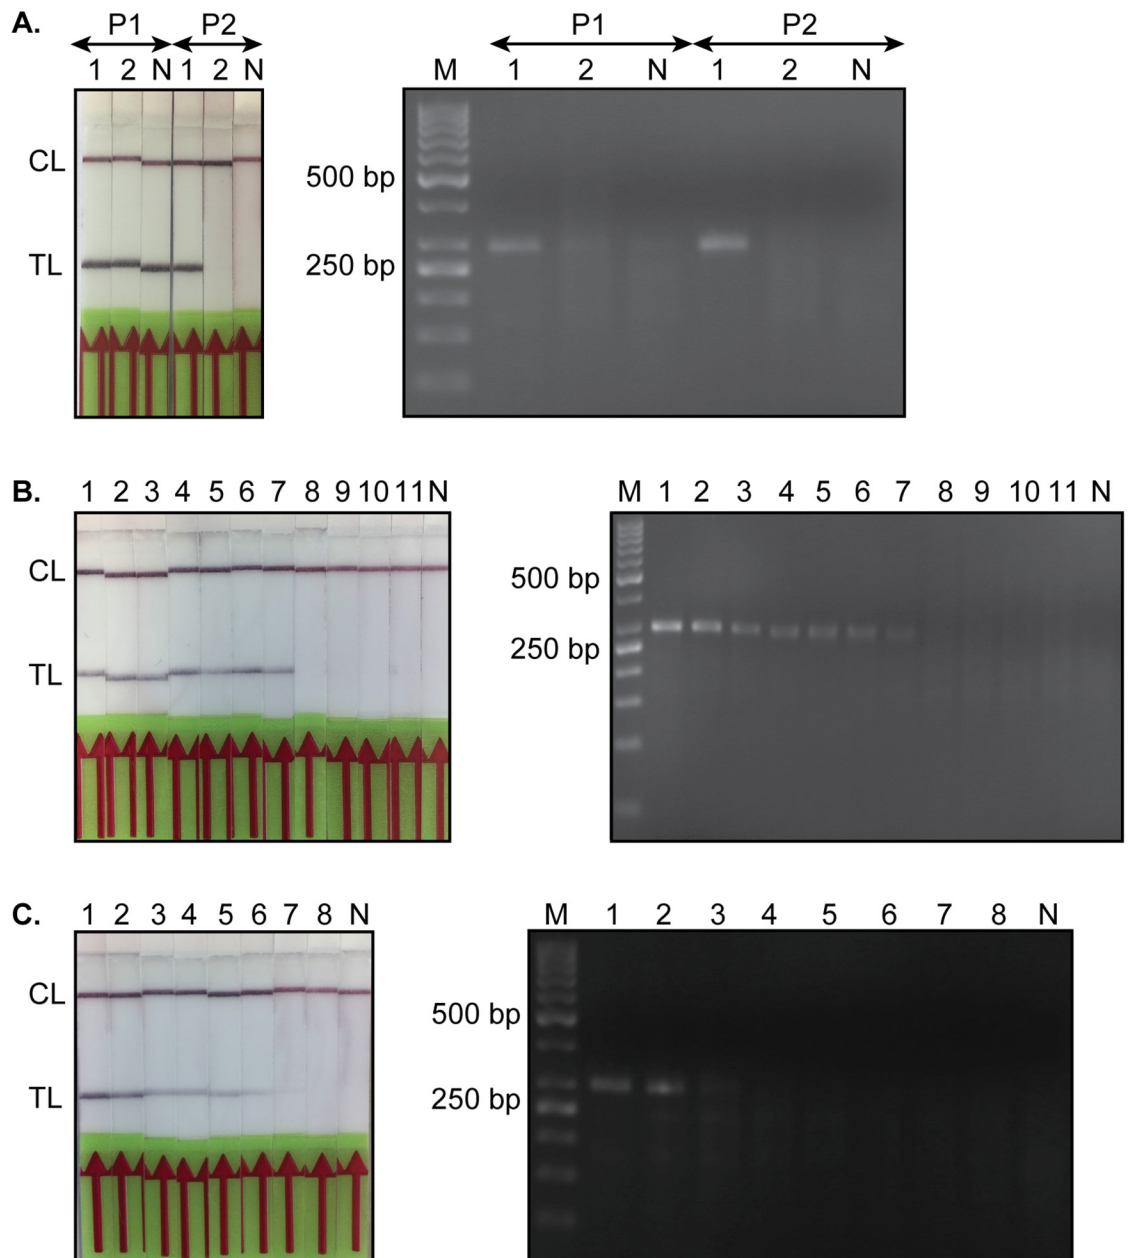 A.
P1 P2
1 2 N 1 2 N
CL
TL
P1 P2
M 1 2 N 1 2 N
500 bp
250 bp
B.
1 2 3 4 5 6 7 8 9 10 11 N
CL
TL
M 1 2 3 4 5 6 7 8 9 10 11 N
500 bp
250 bp
C.
1 2 3 4 5 6 7 8 N
CL
TL
M 1 2 3 4 5 6 7 8 N
500 bp
250 bp